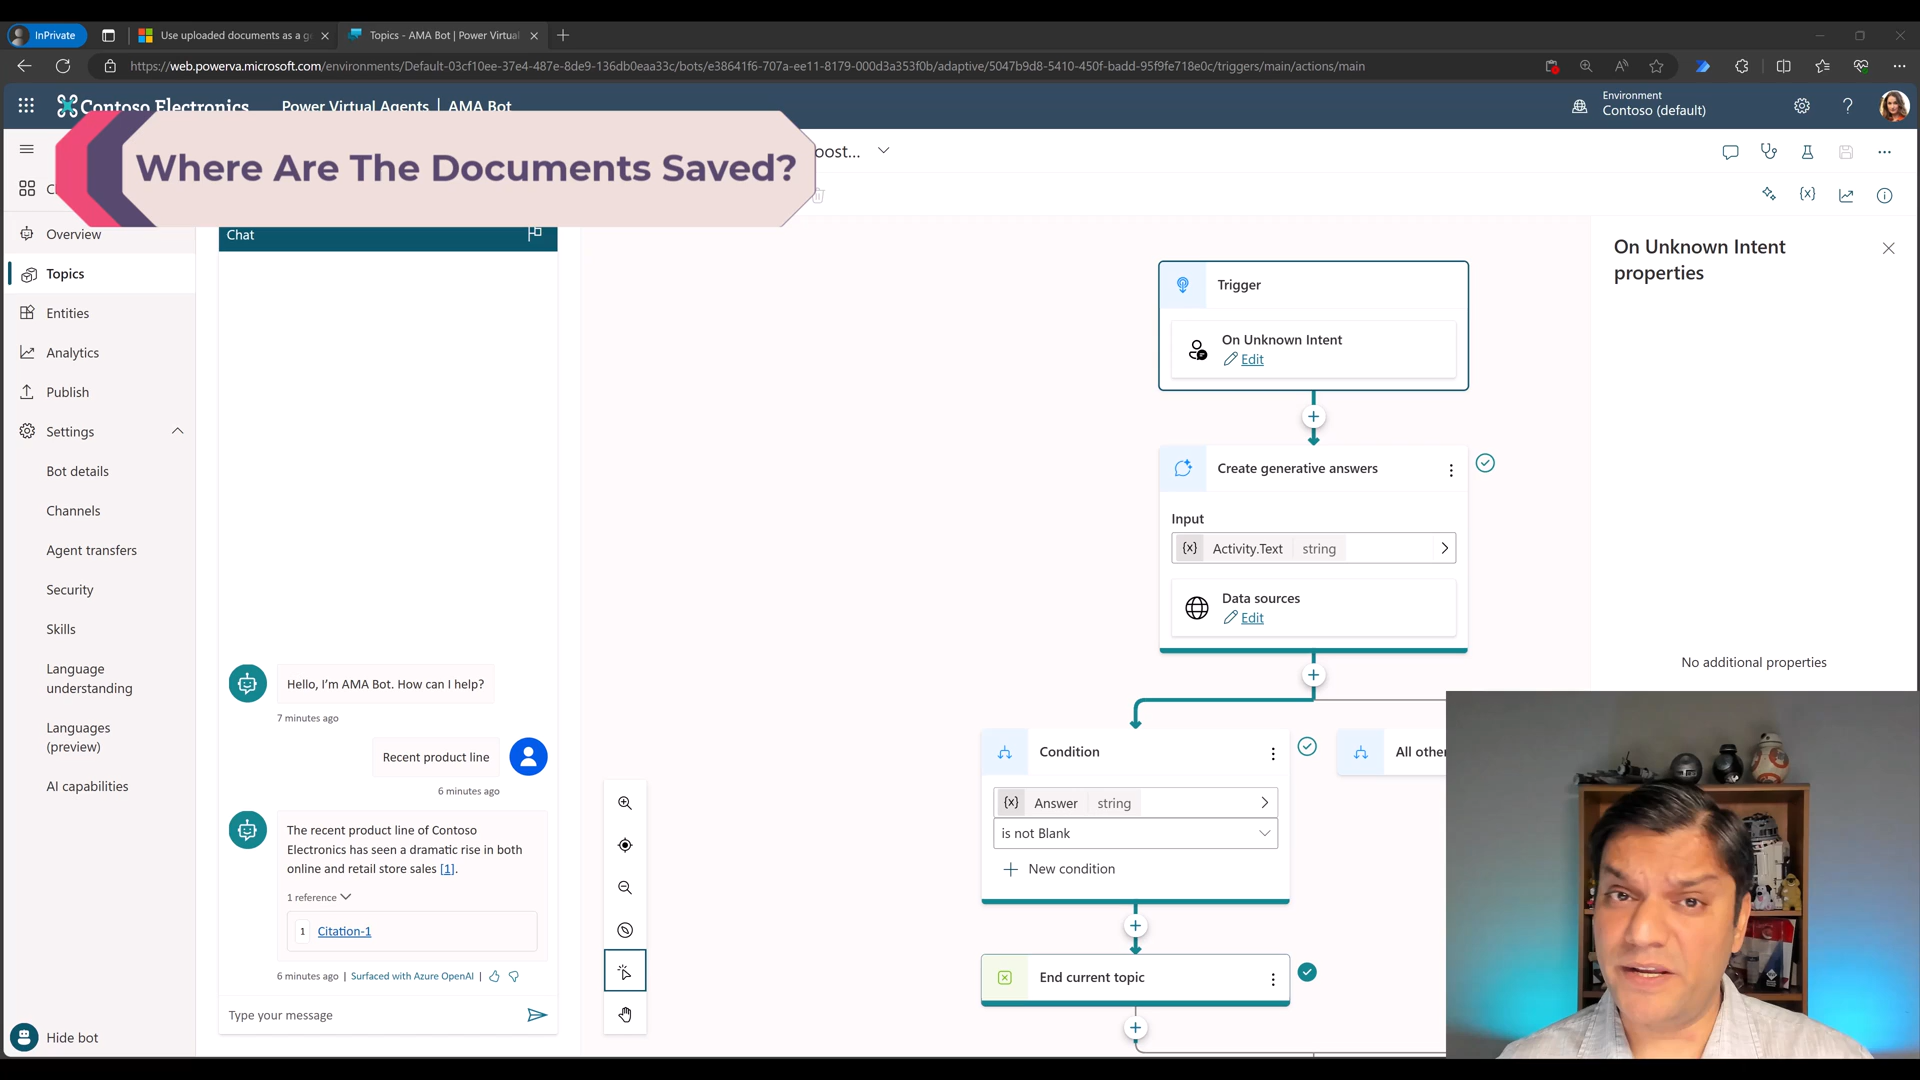 InPrivate
Use uploaded documents as a ge
Topics - AMA Bot | Power Virtual
https://web.powerva.microsoft.com/environments/Default-03cf10ee-37e4-487e-8de9-136db0eaa33c/bots/e38641f6-707a-ee11-8179-000d3a353f0b/adaptive/5047b9d8-5410-450f-badd-95f9fe718e0c/triggers/main/actions/main
Contoso Electronics
Power Virtual Agents | AMA Bot
Environment
Contoso (default)
Where Are The Documents Saved?
oost...
Overview
Topics
Entities
Analytics
Publish
Settings
Bot details
Channels
Agent transfers
Security
Skills
Language
understanding
Languages
(preview)
AI capabilities
Hide bot
Chat
Hello, I'm AMA Bot. How can I help?
7 minutes ago
Recent product line
6 minutes ago
The recent product line of Contoso
Electronics has seen a dramatic rise in both
online and retail store sales [1].
1 reference
1 Citation-1
6 minutes ago | Surfaced with Azure OpenAI |
Type your message
Trigger
On Unknown Intent
Edit
Create generative answers
Input
{x} Activity.Text string
Data sources
Edit
Condition
{x} Answer string
is not Blank
New condition
End current topic
All other
On Unknown Intent
properties
No additional properties